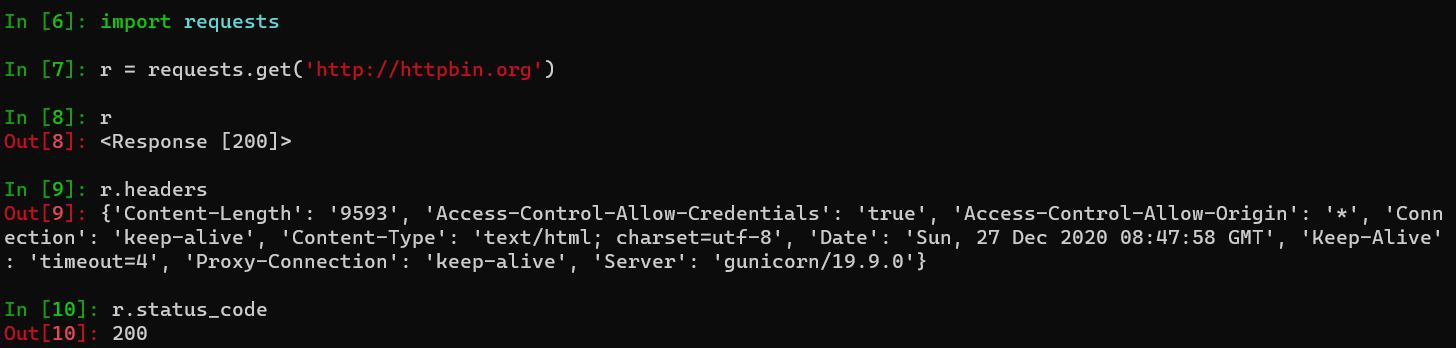 In [6]: import requests
In [7]: r = requests.get('http://httpbin.org')
In [8]: r
Out[8]: <Response [200]>
In [9]: r.headers
Out[9]: {'Content-Length': '9593', 'Access-Control-Allow-Credentials': 'true', 'Access-Control-Allow-Origin': '*', 'Conn
ection': 'keep-alive', 'Content-Type': 'text/html; charset=utf-8', 'Date': 'Sun, 27 Dec 2020 08:47:58 GMT', 'Keep-Alive'
: 'timeout=4', 'Proxy-Connection': 'keep-alive', 'Server': 'gunicorn/19.9.0'}
In [10]: r.status_code
Out[10]: 200